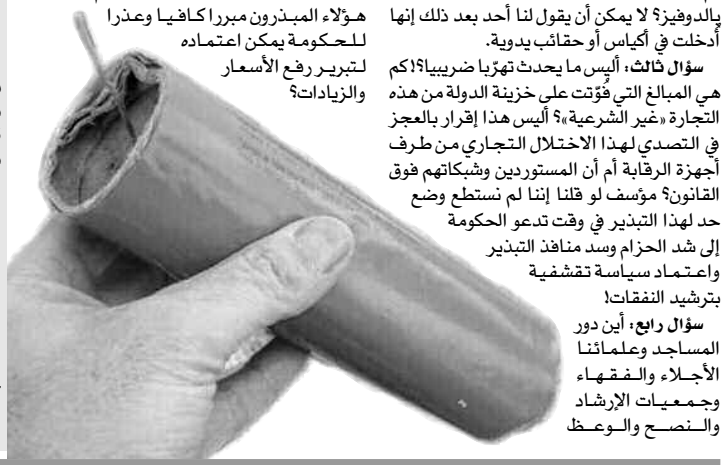 بالدوفيز؟ لا يمكن أن يقول لنا أحد بعد ذلك إنها
أدخلت في أكياس أو حقائب يدوية.
سؤال ثالث: أليس ما يحدث تهرّبا ضريبيا؟! كم
هي المبالغ التي فُوّتت على خزينة الدولة من هذه
التجارة «غير الشرعية»؟ أليس هذا إقرار بالعجز
في التصدي لهذا الاختلال التجاري من طرف
أجهزة الرقابة أم أن المستوردين وشبكاتهم فوق
القانون؟ مؤسف لو قلنا إننا لم نستطع وضع
حد لهذا التبذير في وقت تدعو الحكومة
إلى شد الحزام وسد منافذ التبذير
واعتماد سياسة تقشفية
بترشيد النفقات!
سؤال رابع: أين دور
المساجد وعلمائنا
الأجلاء والفقهاء
وجمعيات الإرشاد
والنصح والوعظ
هؤلاء المبذرون مبررا كافيا وعذرا
للحكومة يمكن اعتماده
لتبرير رفع الأسعار
والزيادات؟